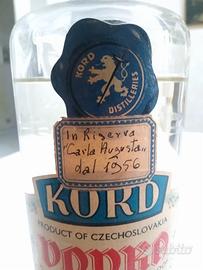 KORD
DISTILLERIES
In Riserva
"Carla Augusta"
dal 1956
KORD
PRODUCT OF CZECHOSLOVAKIA
VODKA